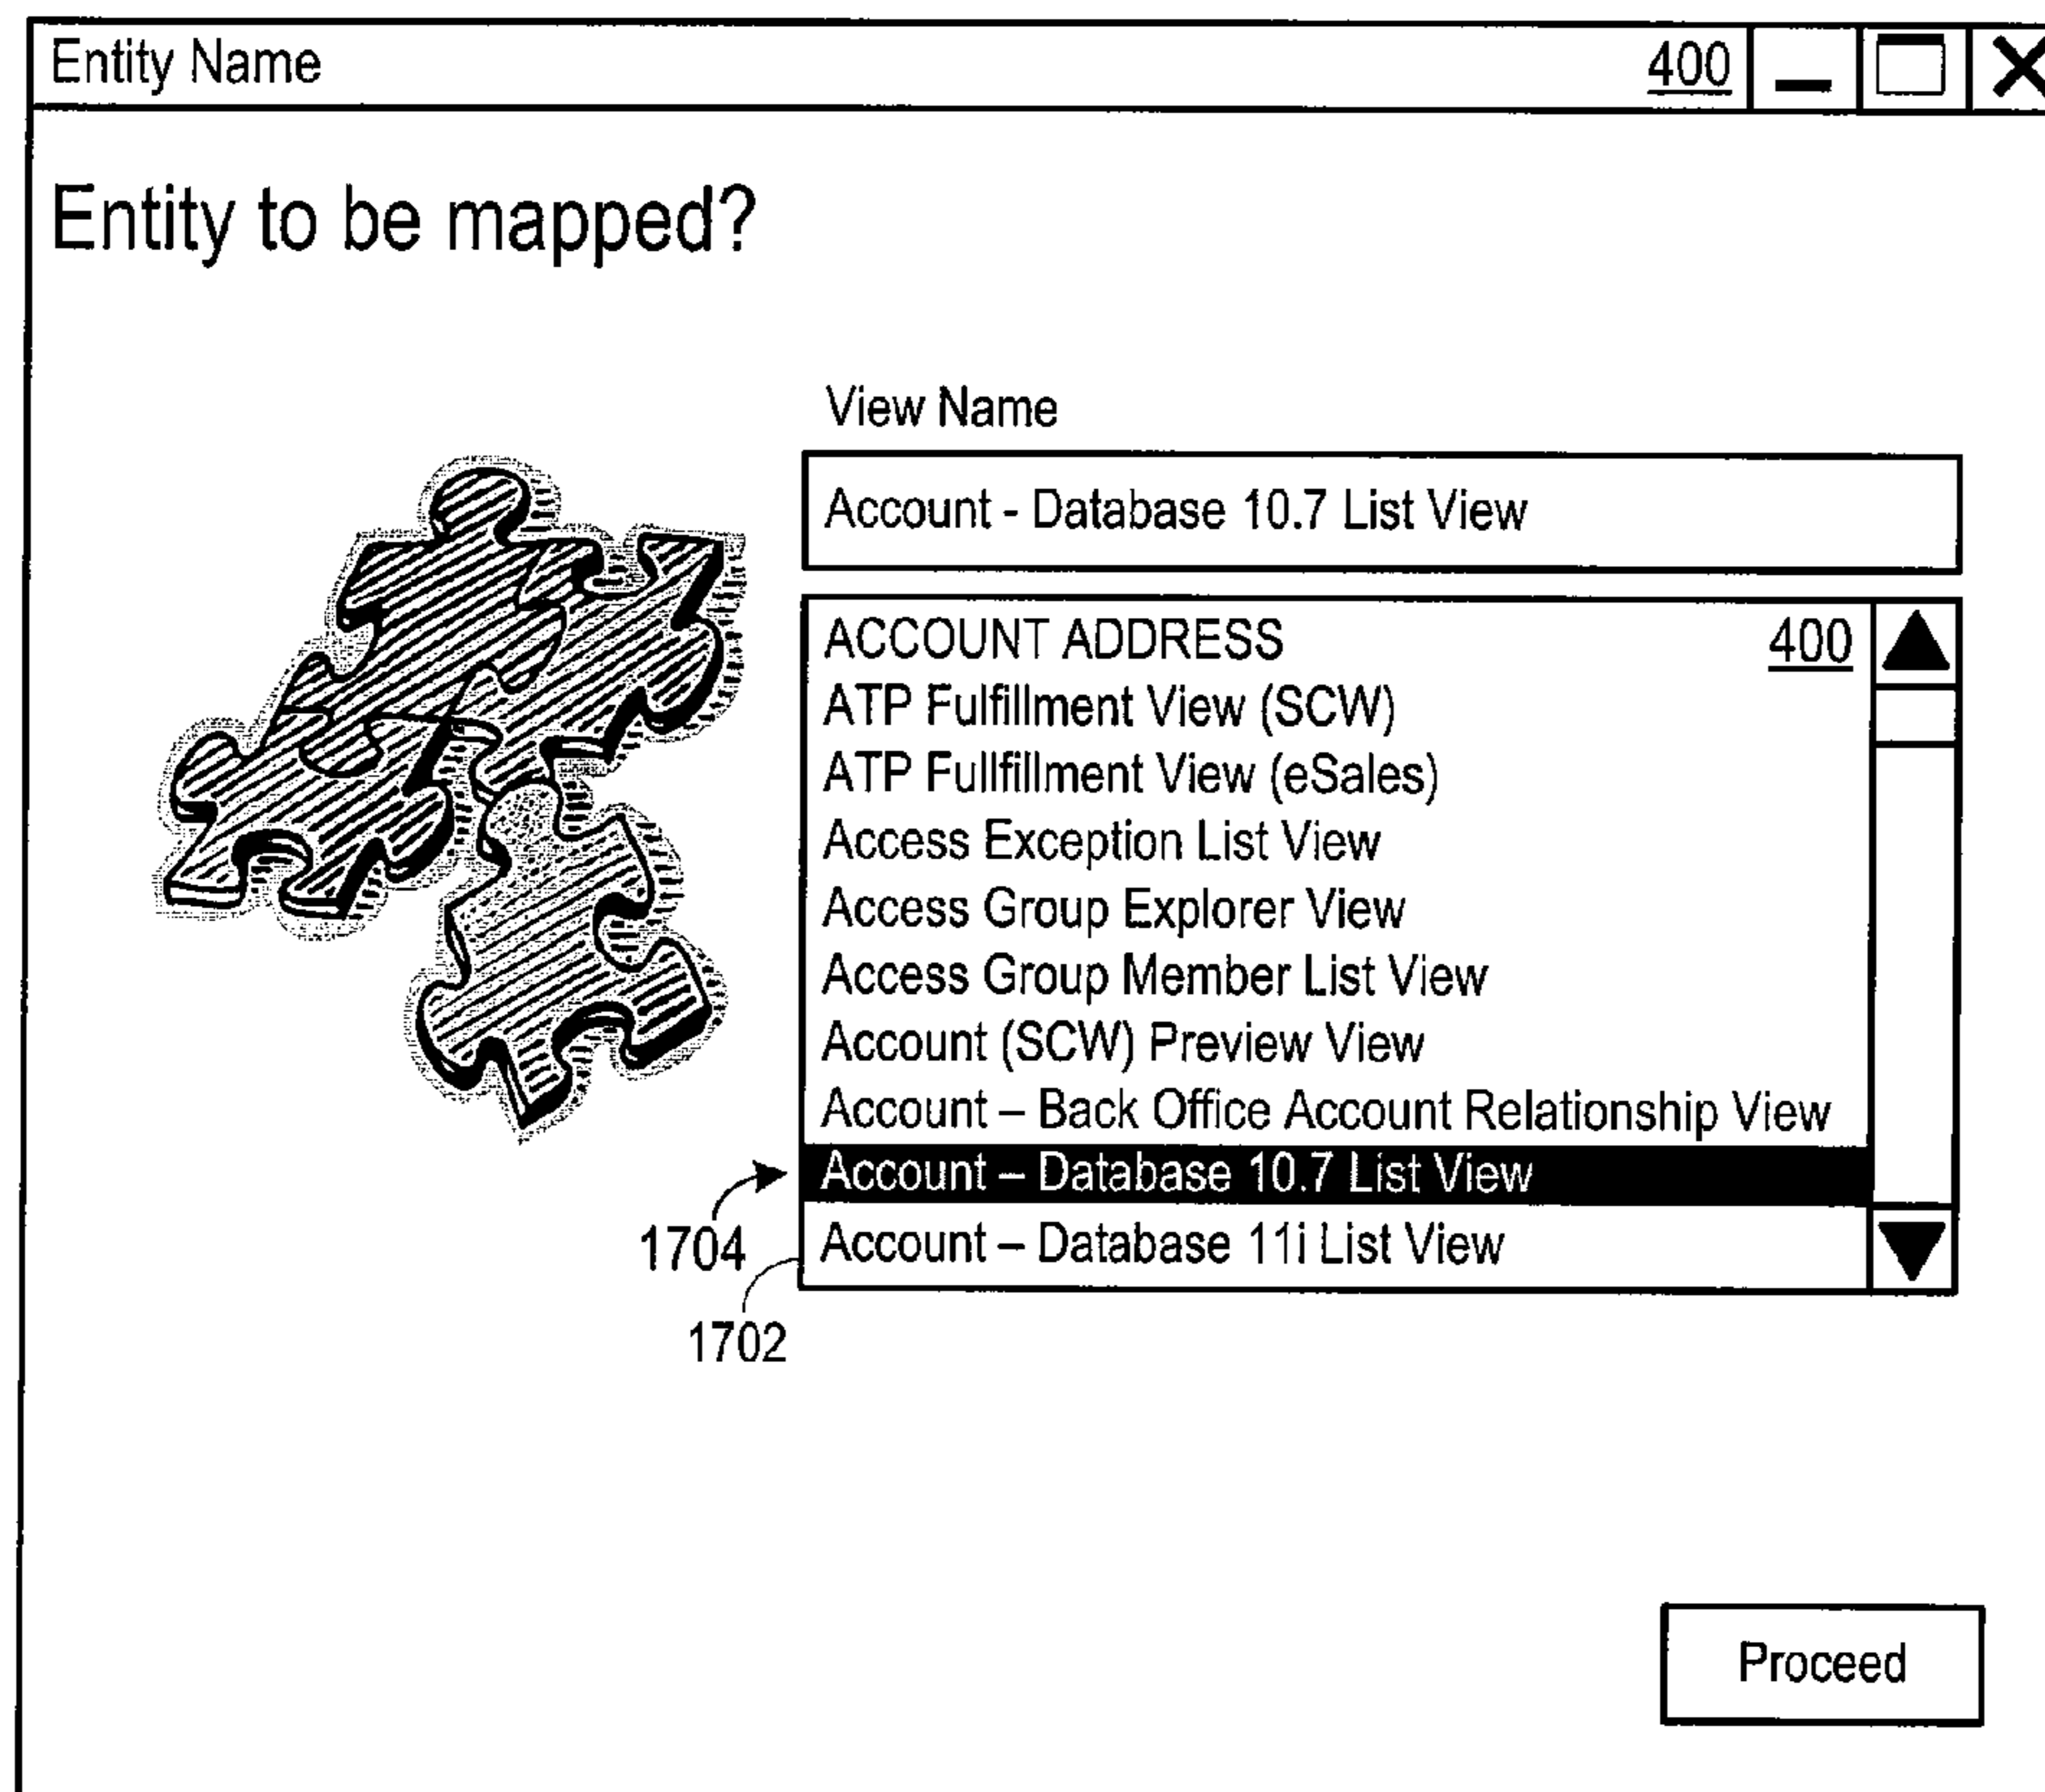 Entity Name 400
Entity to be mapped?
View Name
Account - Database 10.7 List View
ACCOUNT ADDRESS 400
ATP Fulfillment View (SCW)
ATP Fullfillment View (eSales)
Access Exception List View
Access Group Explorer View
Access Group Member List View
Account (SCW) Preview View
Account – Back Office Account Relationship View
Account – Database 10.7 List View
1704
Account – Database 11i List View
1702
Proceed